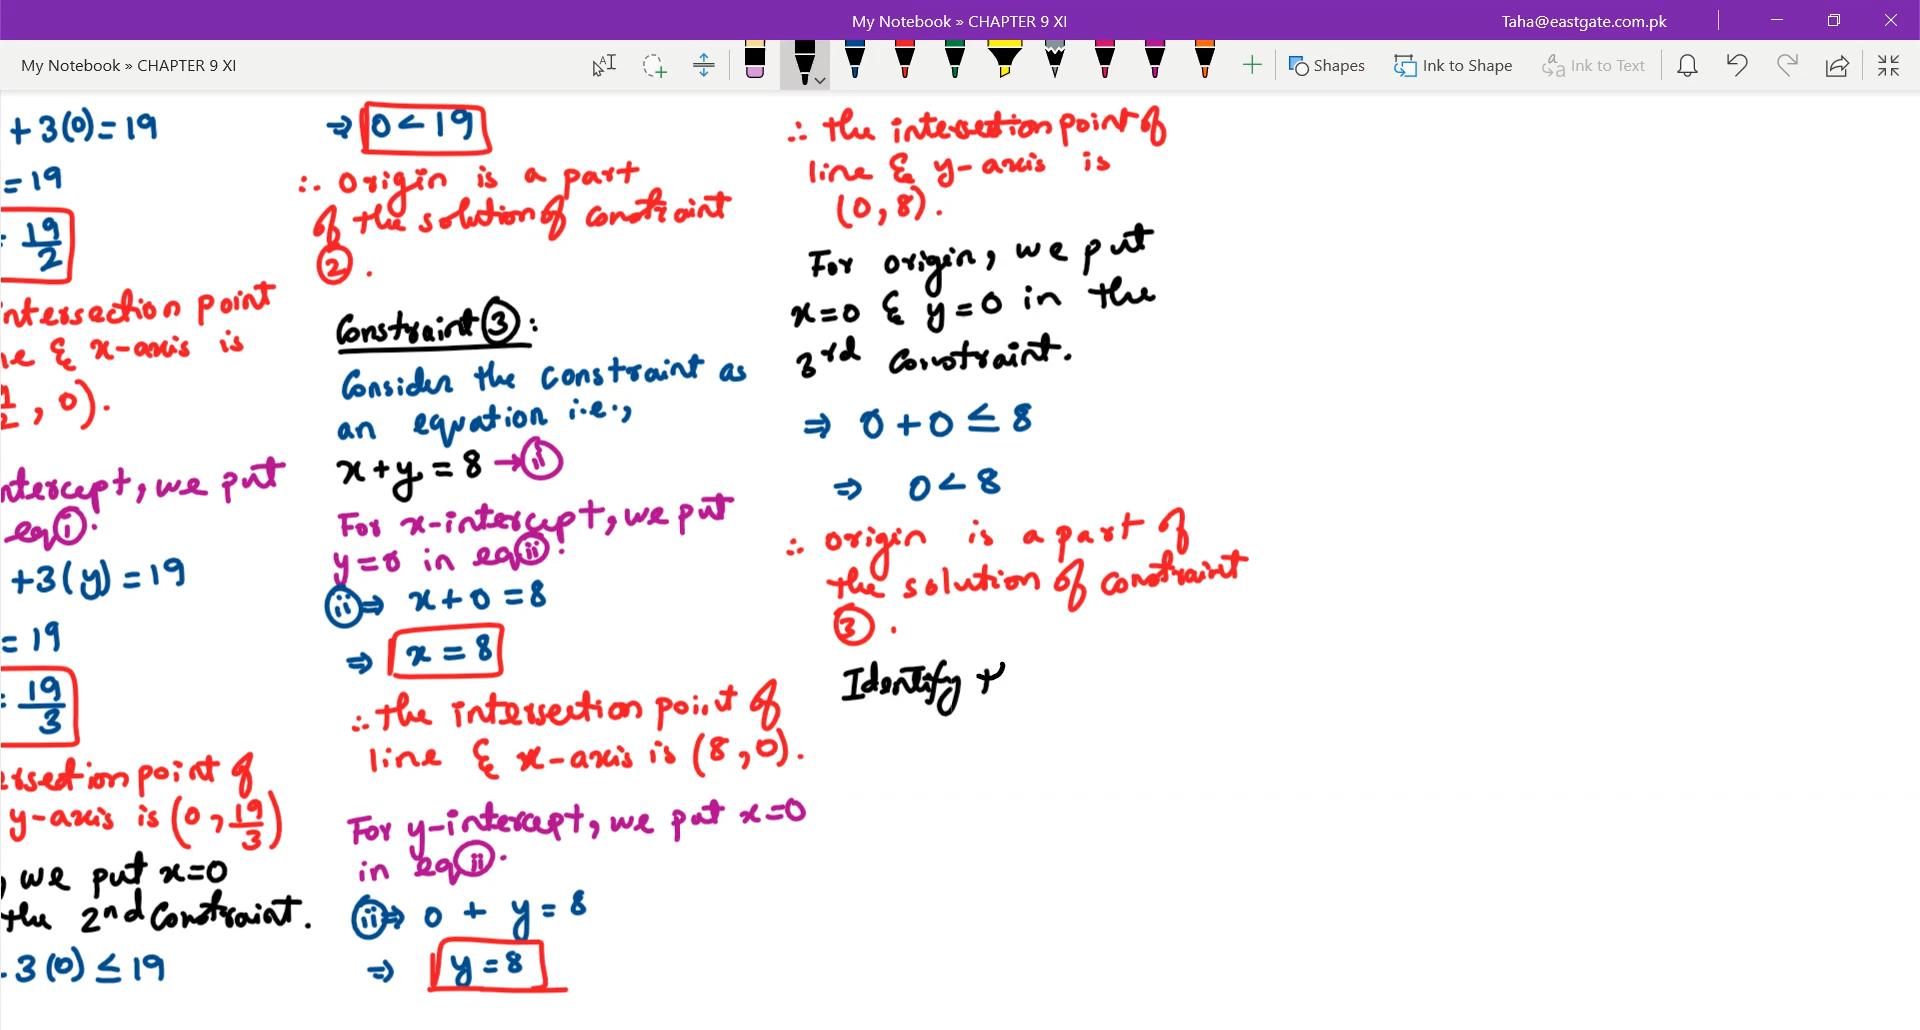 My Notebook » CHAPTER 9 XI
Taha@eastgate.com.pk
My Notebook » CHAPTER 9 XI
Shapes
Ink to Shape
Ink to Text
+ 3(0) = 19
= 19
= 19/2
ntersection point
ne & x-axis is
, 0).
ntercept, we put
eq (i).
+3(y) = 19
= 19
= 19/3
ersection point of
y-axis is (0, 19/3)
, we put x=0
the 2nd Constraint.
3(0) ≤ 19
⇒ 0 < 19
∴ origin is a part
of the solution of constraint
②.
Constraint ③:
Consider the constraint as
an equation i.e.,
x + y = 8 → (ii)
For x-intercept, we put
y=0 in eq (ii).
(ii) ⇒ x + 0 = 8
⇒ x = 8
∴ the intersection point of
line & x-axis is (8, 0).
For y-intercept, we put x=0
in eq (ii).
(ii) ⇒ 0 + y = 8
⇒ y = 8
∴ the intersetion point of
line & y-axis is
(0, 8).
For origin, we put
x=0 & y=0 in the
3rd constraint.
⇒ 0 + 0 ≤ 8
⇒ 0 < 8
∴ origin is a part of
the solution of constraint
③.
Identify